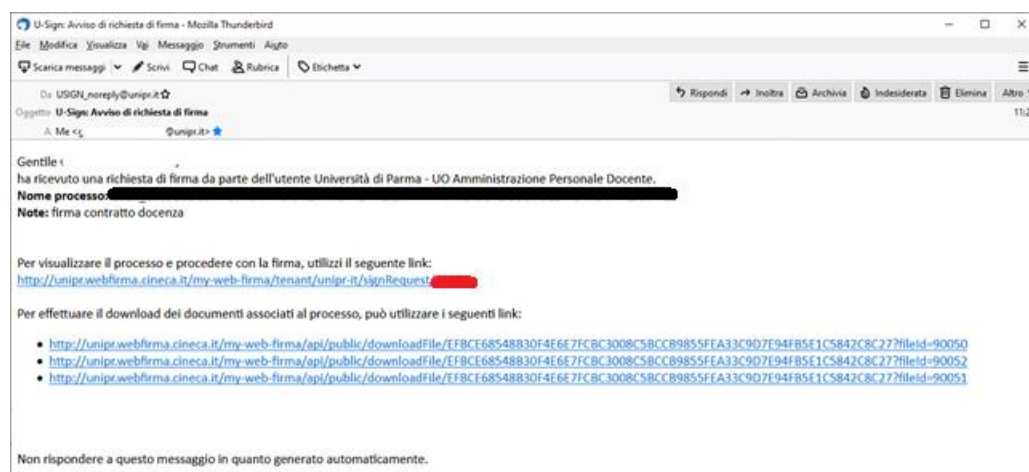 U-Sign: Avviso di richiesta di firma - Mozilla Thunderbird
File Modifica Visualizza Vai Messaggio Strumenti Aiuto
Scarica messaggi Scrivi Chat Rubrica Etichetta
Da USIGN_noreply@unipr.it Rispondi Inoltra Archivia Indesiderata Elimina Altro
Oggetto U-Sign: Avviso di richiesta di firma 11:2
A Me < @unipr.it>
Gentile ,
ha ricevuto una richiesta di firma da parte dell'utente Università di Parma - UO Amministrazione Personale Docente.
Nome processo:
Note: firma contratto docenza
Per visualizzare il processo e procedere con la firma, utilizzi il seguente link:
http://unipr.webfirma.cineca.it/my-web-firma/tenant/unipr-it/signRequest
Per effettuare il download dei documenti associati al processo, può utilizzare i seguenti link:
http://unipr.webfirma.cineca.it/my-web-firma/api/public/downloadFile/EFBCE68548B30F4E6E7FCBC3008C5BCCB9855FEA33C9D7E94FB5E1C5842C8C27?fileId=90050
http://unipr.webfirma.cineca.it/my-web-firma/api/public/downloadFile/EFBCE68548B30F4E6E7FCBC3008C5BCCB9855FEA33C9D7E94FB5E1C5842C8C27?fileId=90052
http://unipr.webfirma.cineca.it/my-web-firma/api/public/downloadFile/EFBCE68548B30F4E6E7FCBC3008C5BCCB9855FEA33C9D7E94FB5E1C5842C8C27?fileId=90051
Non rispondere a questo messaggio in quanto generato automaticamente.